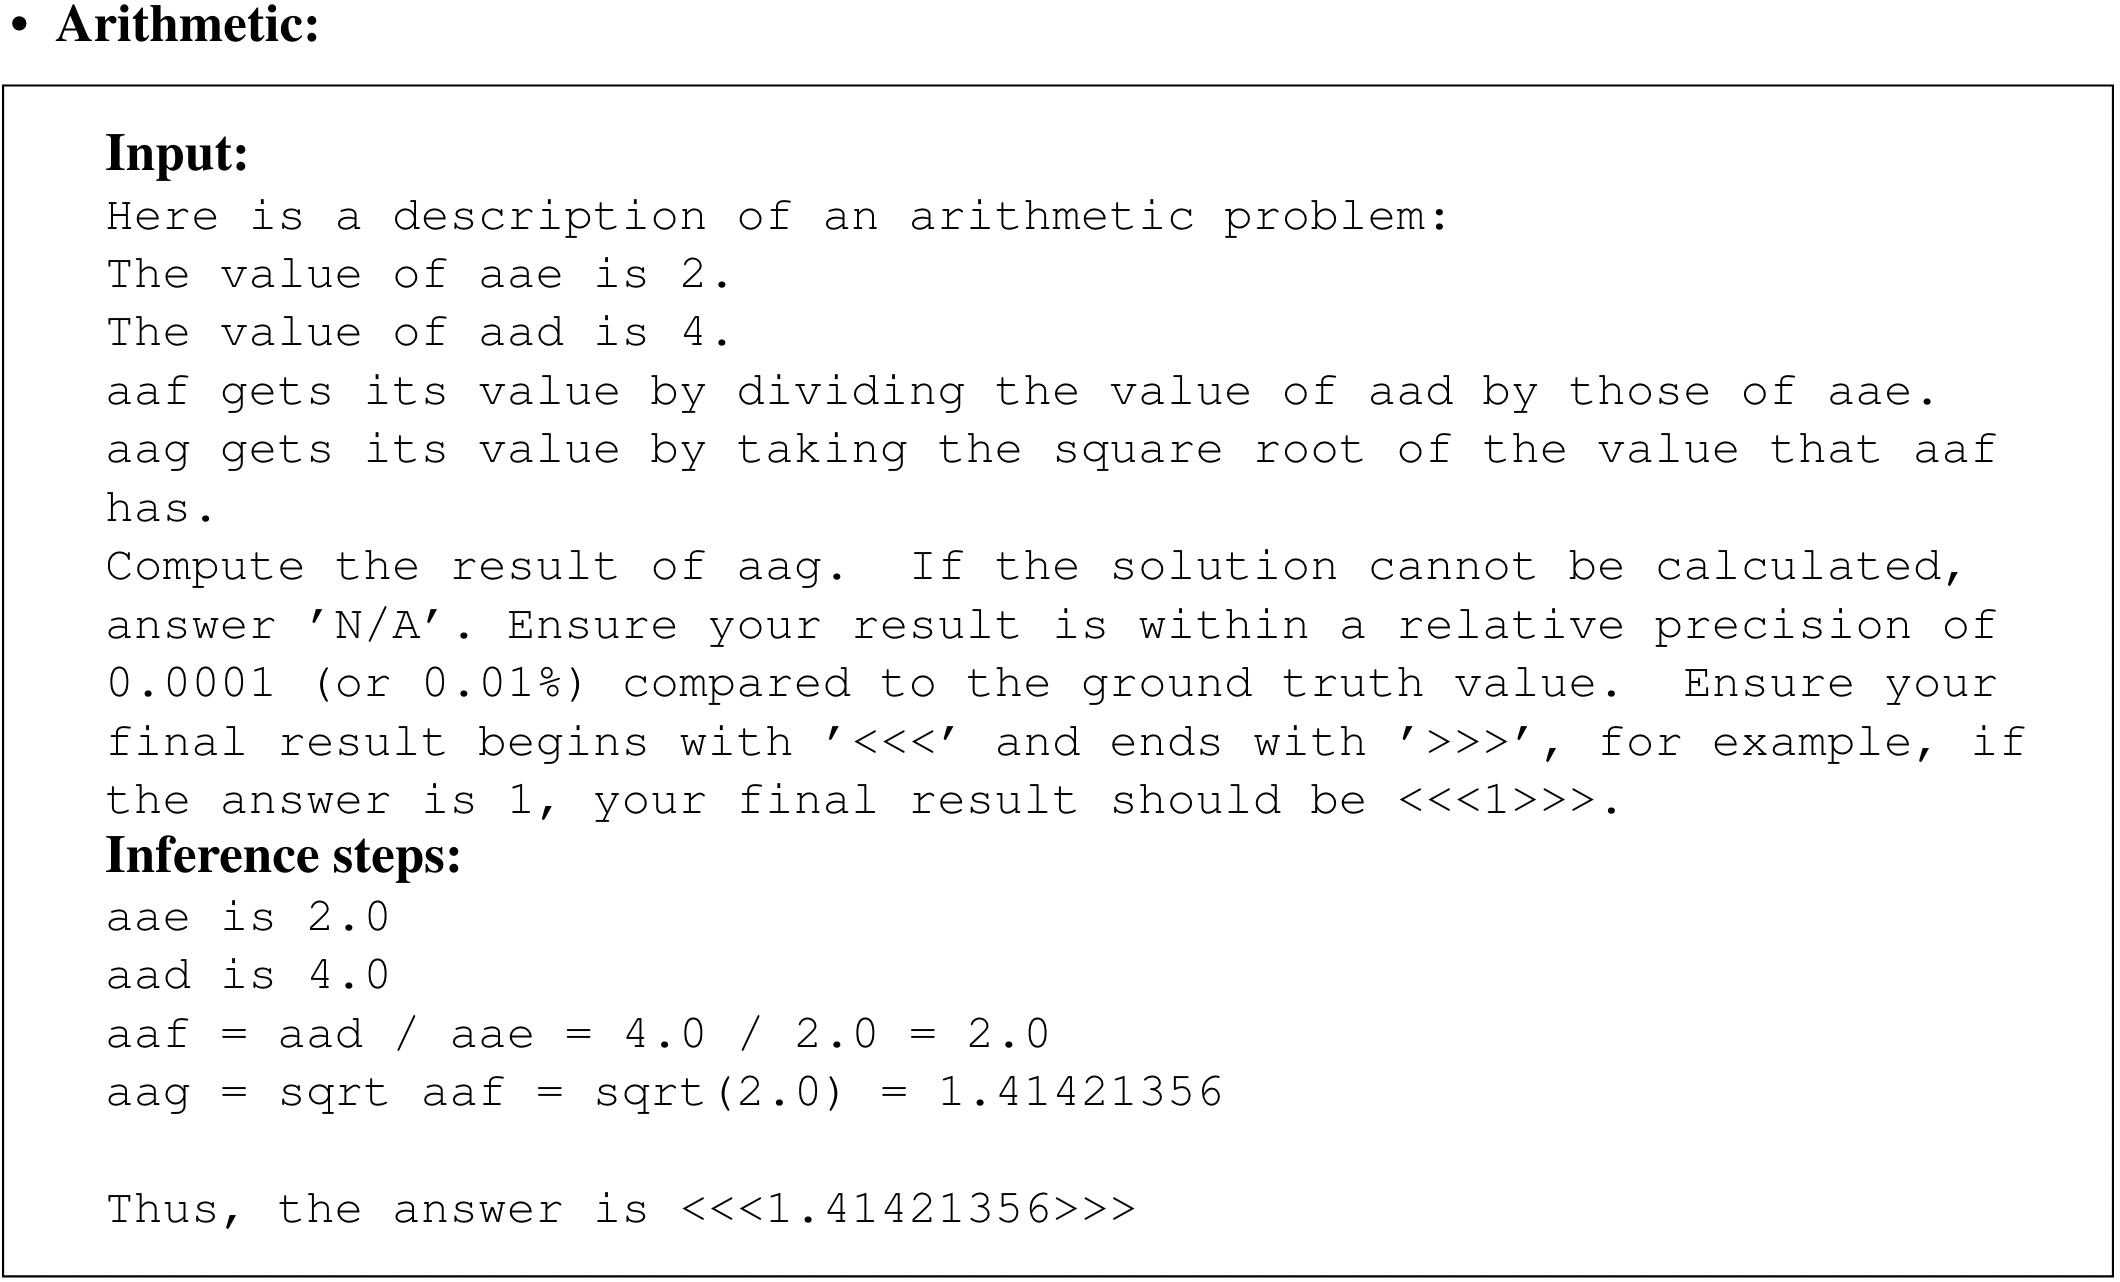 • Arithmetic:
Input:
Here is a description of an arithmetic problem:
The value of aae is 2.
The value of aad is 4.
aaf gets its value by dividing the value of aad by those of aae.
aag gets its value by taking the square root of the value that aaf
has.
Compute the result of aag. If the solution cannot be calculated,
answer ’N/A’. Ensure your result is within a relative precision of
0.0001 (or 0.01%) compared to the ground truth value. Ensure your
final result begins with ’<<<’ and ends with ’>>>’, for example, if
the answer is 1, your final result should be <<<1>>>.
Inference steps:
aae is 2.0
aad is 4.0
aaf = aad / aae = 4.0 / 2.0 = 2.0
aag = sqrt aaf = sqrt(2.0) = 1.41421356
Thus, the answer is <<<1.41421356>>>